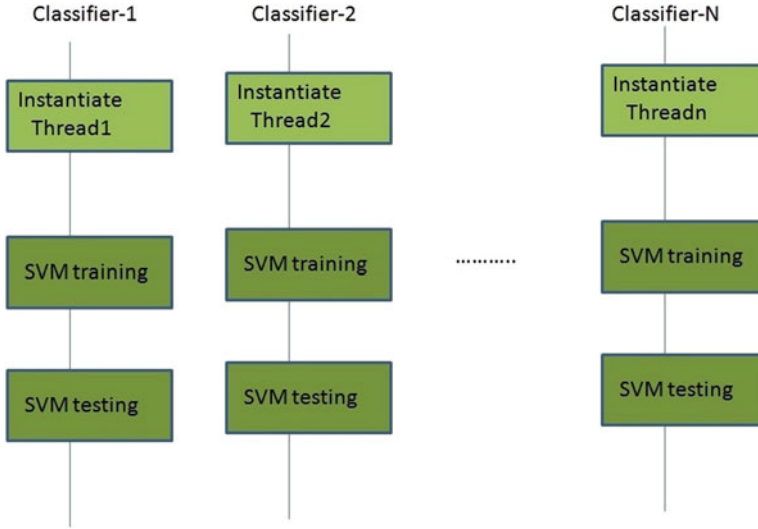 Classifier-1
Classifier-2
Classifier-N
Instantiate
Thread1
Instantiate
Thread2
Instantiate
Threadn
SVM training
SVM training
...........
SVM training
SVM testing
SVM testing
SVM testing